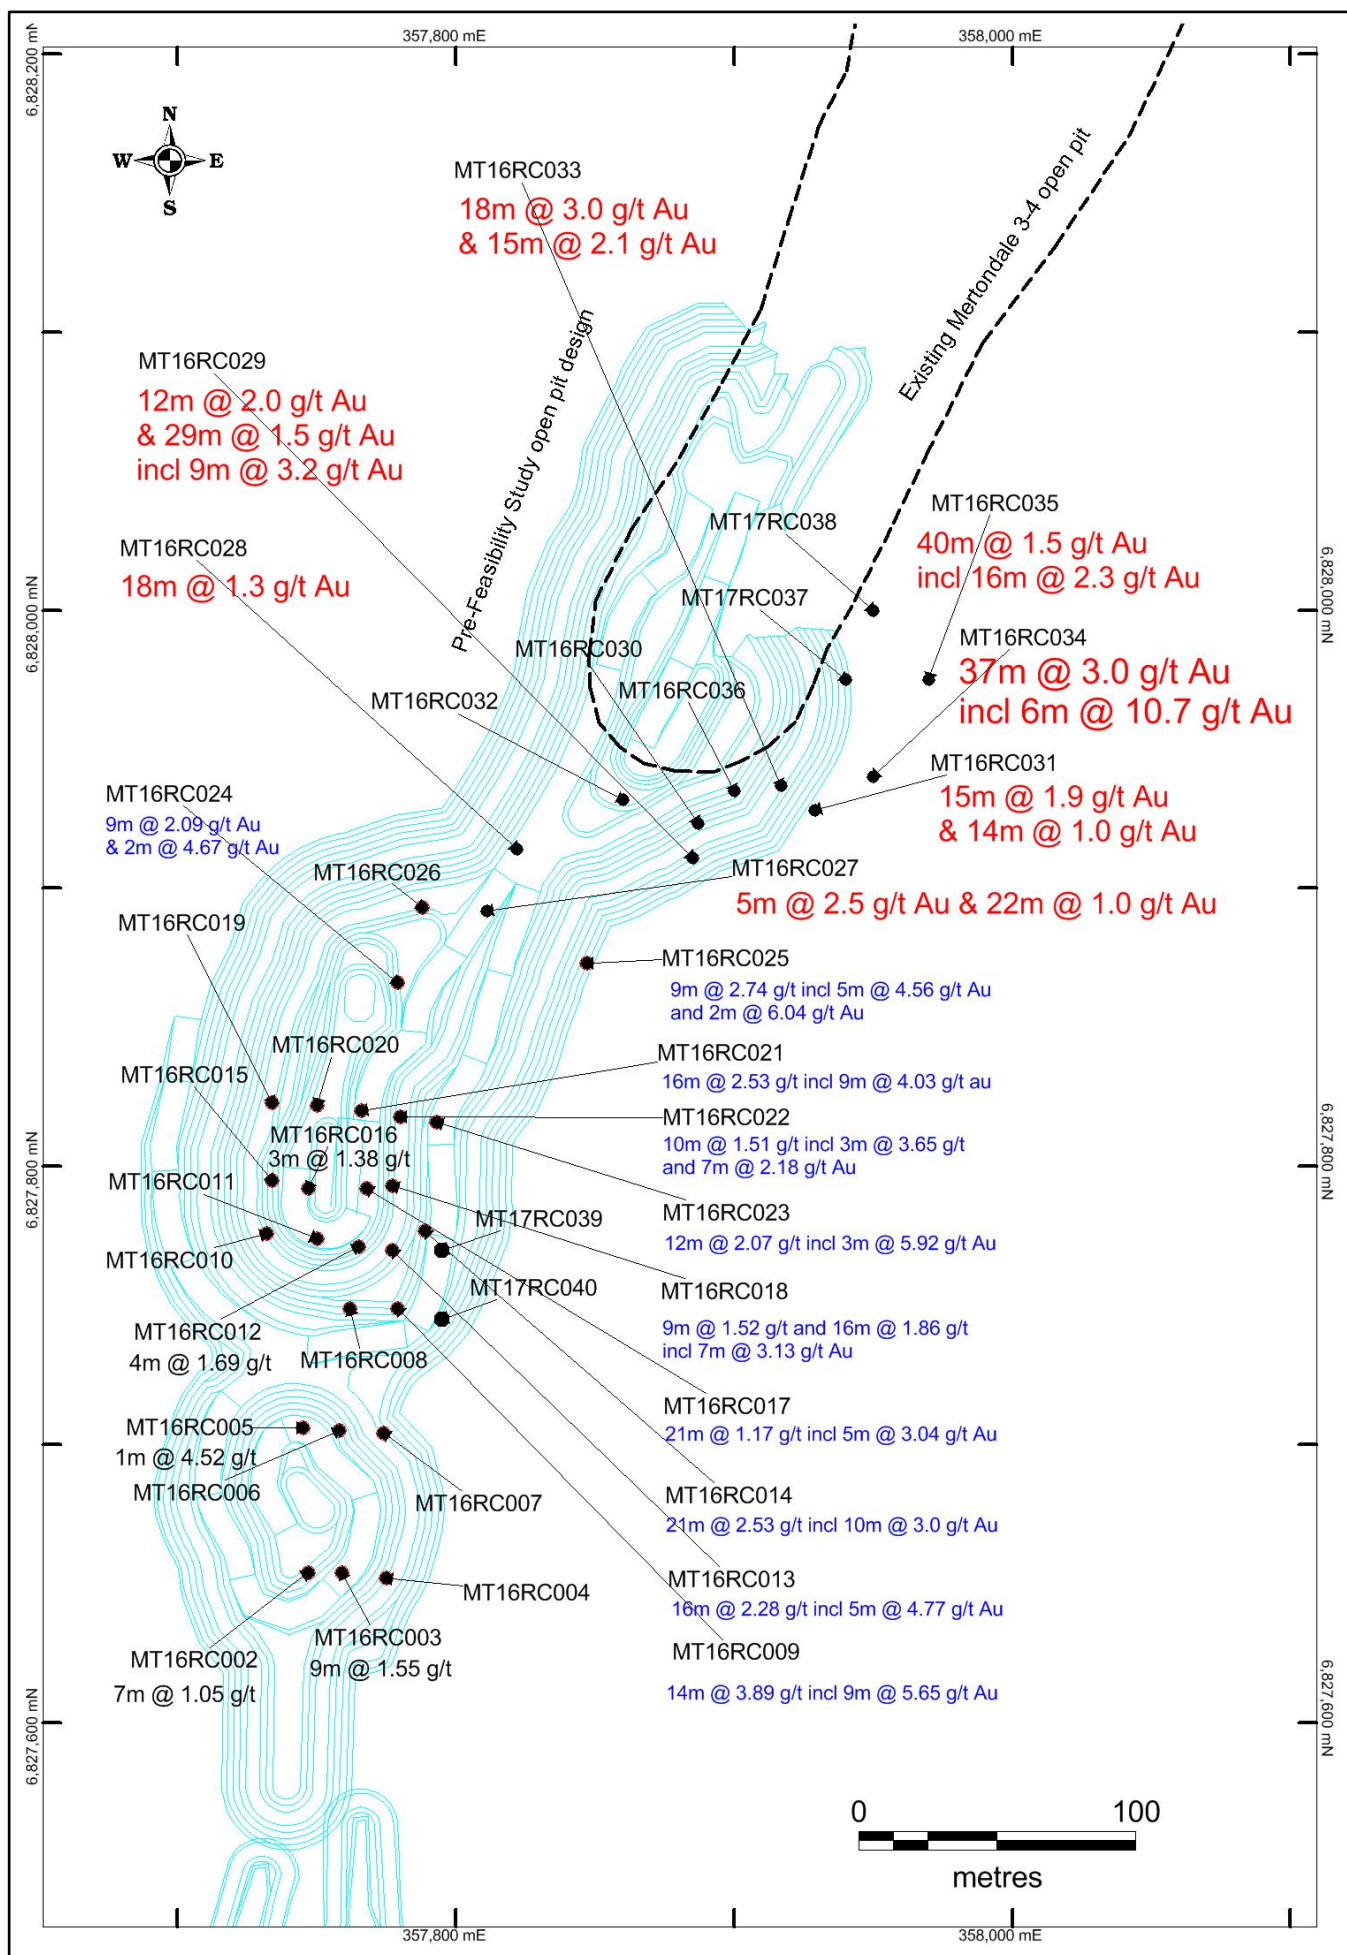 357,800 mE
358,000 mE
6,828,200 mN
N
W
E
S
MT16RC033
18m @ 3.0 g/t Au
& 15m @ 2.1 g/t Au
Existing Mertondale 3-4 open pit
Pre-Feasibility Study open pit design
MT16RC029
12m @ 2.0 g/t Au
& 29m @ 1.5 g/t Au
incl 9m @ 3.2 g/t Au
MT16RC028
18m @ 1.3 g/t Au
MT17RC038
MT16RC035
40m @ 1.5 g/t Au
incl 16m @ 2.3 g/t Au
6,828,000 mN
6,828,000 mN
MT17RC037
MT16RC030
MT16RC034
37m @ 3.0 g/t Au
incl 6m @ 10.7 g/t Au
MT16RC036
MT16RC032
MT16RC031
15m @ 1.9 g/t Au
& 14m @ 1.0 g/t Au
MT16RC024
9m @ 2.09 g/t Au
& 2m @ 4.67 g/t Au
MT16RC026
MT16RC027
5m @ 2.5 g/t Au & 22m @ 1.0 g/t Au
MT16RC019
MT16RC025
9m @ 2.74 g/t incl 5m @ 4.56 g/t Au
and 2m @ 6.04 g/t Au
MT16RC020
MT16RC021
16m @ 2.53 g/t incl 9m @ 4.03 g/t au
MT16RC015
MT16RC016
3m @ 1.38 g/t
MT16RC022
10m @ 1.51 g/t incl 3m @ 3.65 g/t
and 7m @ 2.18 g/t Au
6,827,800 mN
6,827,800 mN
MT16RC011
MT16RC023
12m @ 2.07 g/t incl 3m @ 5.92 g/t Au
MT17RC039
MT16RC010
MT17RC040
MT16RC018
9m @ 1.52 g/t and 16m @ 1.86 g/t
incl 7m @ 3.13 g/t Au
MT16RC012
4m @ 1.69 g/t
MT16RC008
MT16RC017
21m @ 1.17 g/t incl 5m @ 3.04 g/t Au
MT16RC005
1m @ 4.52 g/t
MT16RC006
MT16RC007
MT16RC014
21m @ 2.53 g/t incl 10m @ 3.0 g/t Au
MT16RC004
MT16RC013
16m @ 2.28 g/t incl 5m @ 4.77 g/t Au
MT16RC003
9m @ 1.55 g/t
MT16RC002
7m @ 1.05 g/t
MT16RC009
14m @ 3.89 g/t incl 9m @ 5.65 g/t Au
6,827,600 mN
6,827,600 mN
0
100
metres
357,800 mE
358,000 mE